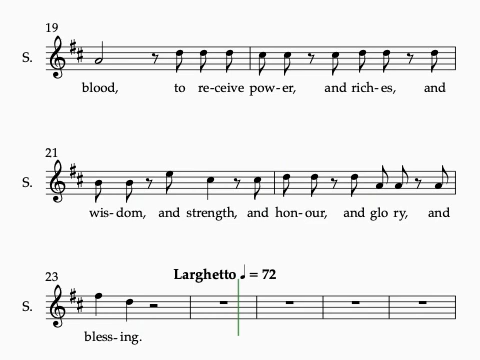 19
S.
blood, to re-ceive pow-er, and rich-es, and
21
S.
wis-dom, and strength, and hon-our, and glo ry, and
Larghetto ♩ = 72
23
S.
bless-ing.